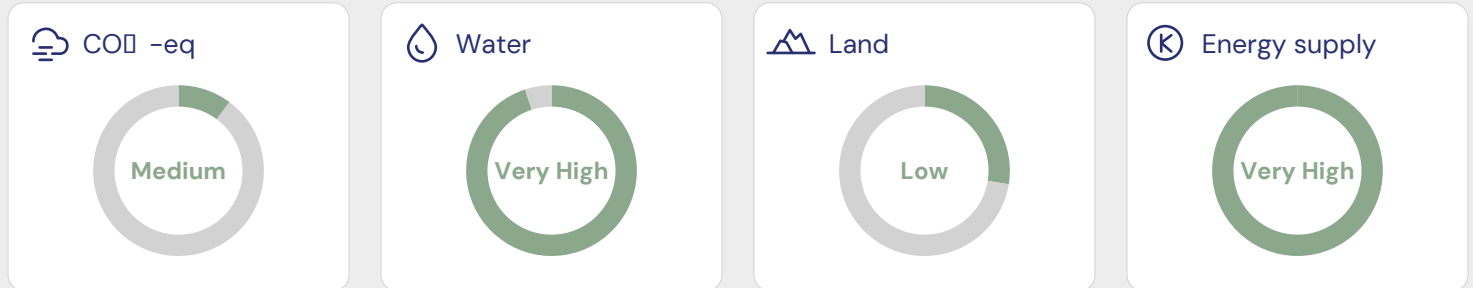 CO▯ -eq
Medium
Water
Very High
Land
Low
Energy supply
Very High